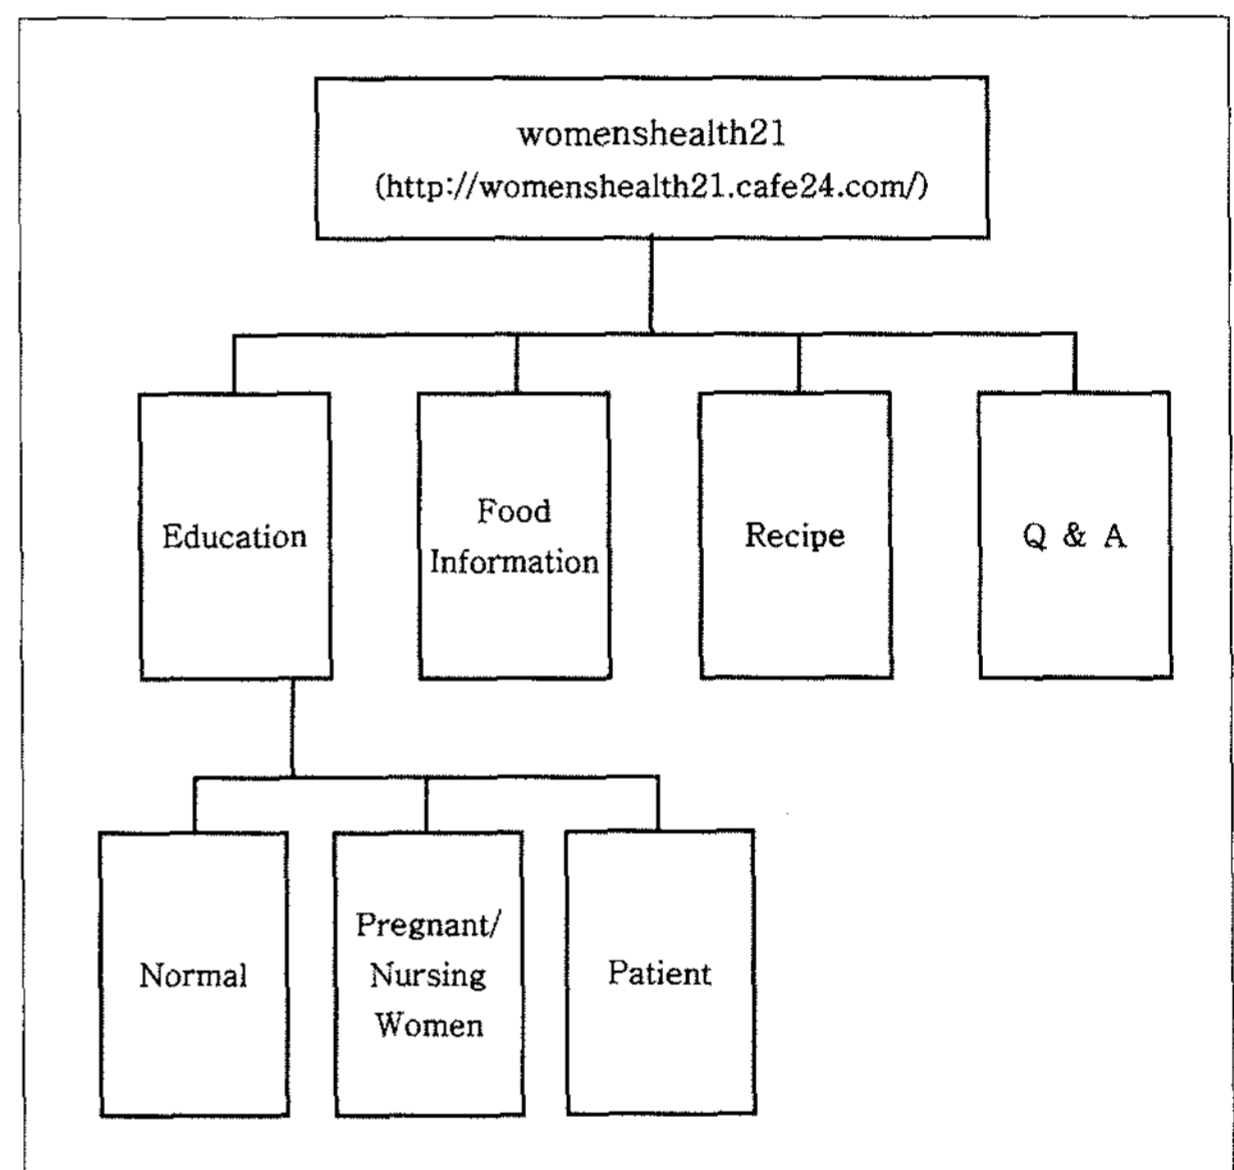 womenshealth21
(http://womenshealth21.cafe24.com/)
Education
Food
Information
Recipe
Q & A
Normal
Pregnant/
Nursing
Women
Patient